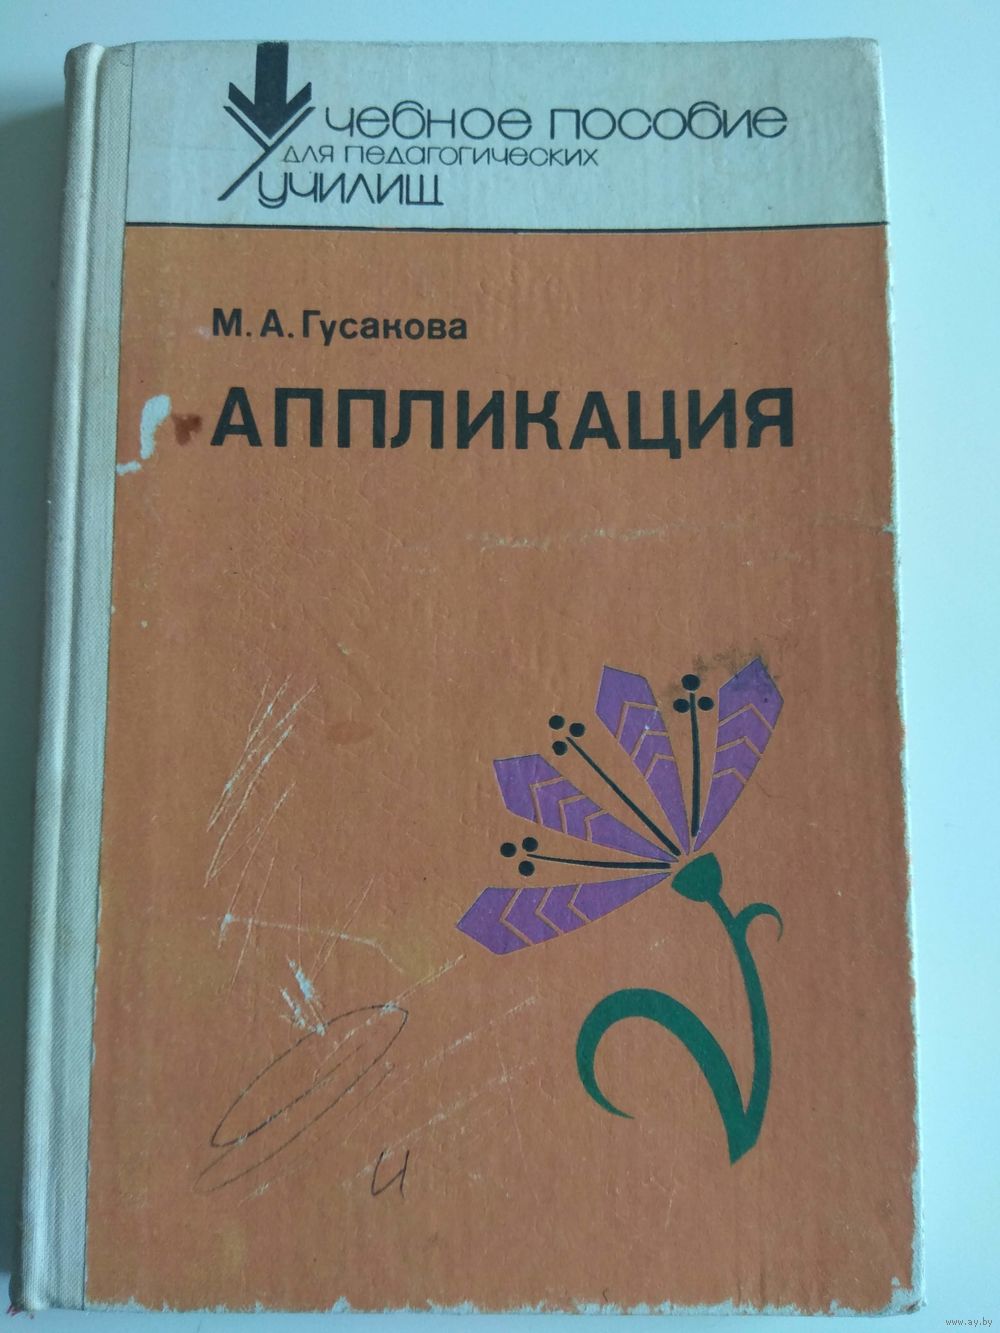 Учебное пособие
для педагогических
училищ
М. А. Гусакова
АППЛИКАЦИЯ
и
www.ay.by